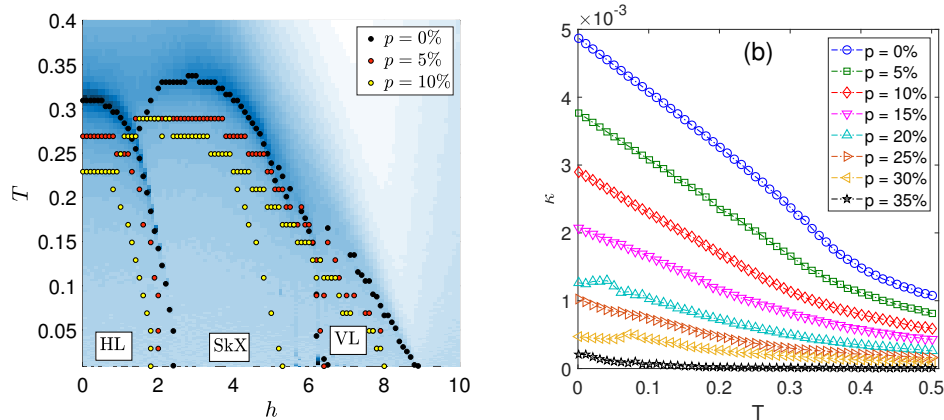 0.4
0.35
0.3
0.25
0.2
0.15
0.1
0.05
T
0
2
4
6
8
10
h
p = 0%
p = 5%
p = 10%
HL
SkX
VL
×10⁻³
(b)
5
4
3
2
1
0
κ
0
0.1
0.2
0.3
0.4
0.5
T
p = 0%
p = 5%
p = 10%
p = 15%
p = 20%
p = 25%
p = 30%
p = 35%